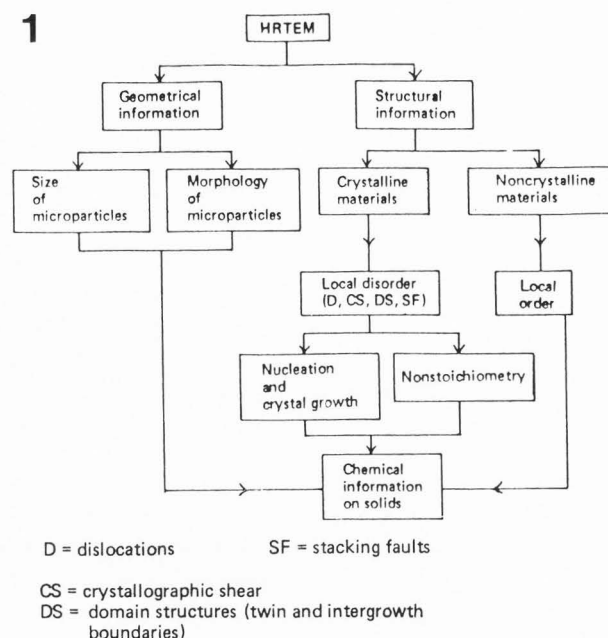 1
HRTEM
Geometrical
information
Structural
information
Size
of
microparticles
Morphology
of
microparticles
Crystalline
materials
Noncrystalline
materials
Local disorder
(D, CS, DS, SF)
Local
order
Nucleation
and
crystal growth
Nonstoichiometry
Chemical
information
on solids
D = dislocations
SF = stacking faults
CS = crystallographic shear
DS = domain structures (twin and intergrowth
boundaries)